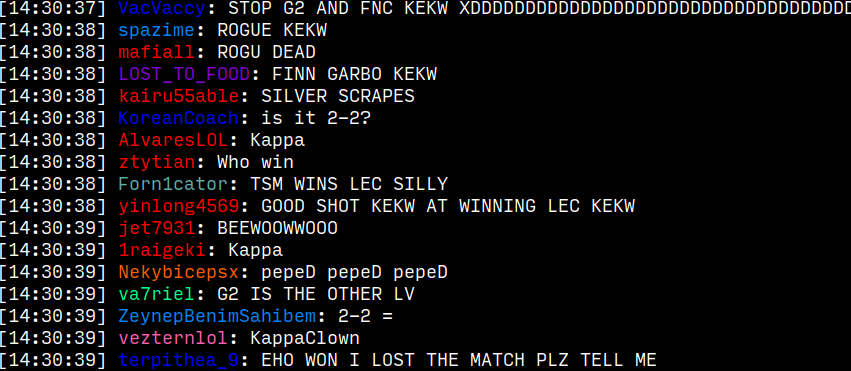 [14:30:37] VacVaccy: STOP G2 AND FNC KEKW XDDDDDDDDDDDDDDDDDDDDDDDDDDDDDDDDDDD
[14:30:38] spazime: ROGUE KEKW
[14:30:38] mafiall: ROGU DEAD
[14:30:38] LOST_TO_FOOD: FINN GARBO KEKW
[14:30:38] kairu55able: SILVER SCRAPES
[14:30:38] KoreanCoach: is it 2-2?
[14:30:38] AlvaresLOL: Kappa
[14:30:38] ztytian: Who win
[14:30:38] Forn1cator: TSM WINS LEC SILLY
[14:30:38] yinlong4569: GOOD SHOT KEKW AT WINNING LEC KEKW
[14:30:39] jet7931: BEEWOOWWOOO
[14:30:39] 1raigeki: Kappa
[14:30:39] Nekybicepsx: pepeD pepeD pepeD
[14:30:39] va7riel: G2 IS THE OTHER LV
[14:30:39] ZeynepBenimSahibem: 2-2 =
[14:30:39] vezternlol: KappaClown
[14:30:39] terpithea_9: EHO WON I LOST THE MATCH PLZ TELL ME